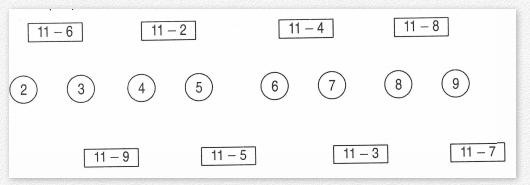 11 – 6 11 – 2 11 – 4 11 – 8
2 3 4 5 6 7 8 9
11 – 9 11 – 5 11 – 3 11 – 7